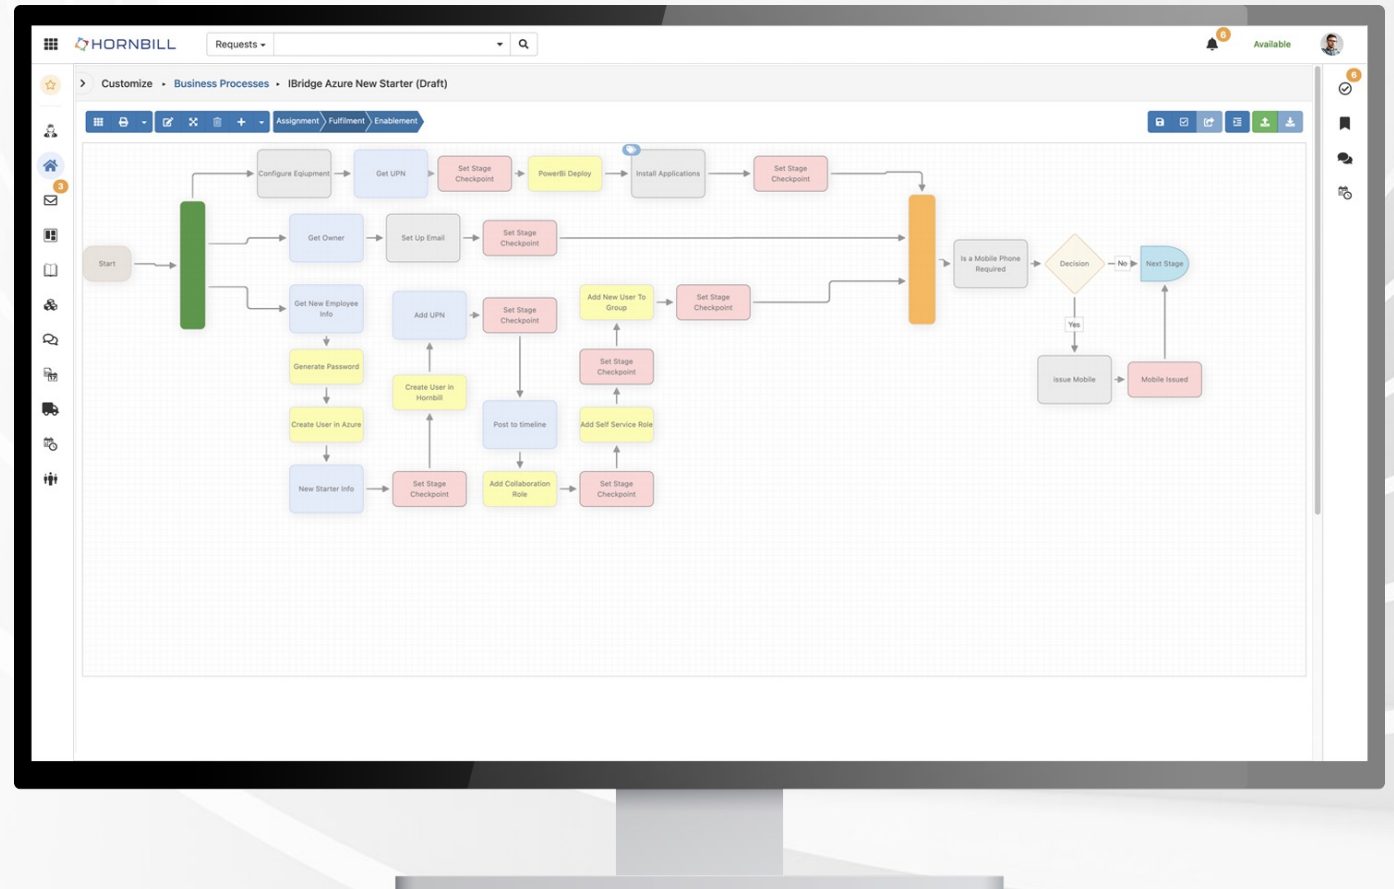 HORNBILL
Requests
6
Available
6
Customize
Business Processes
IBridge Azure New Starter (Draft)
Assignment
Fulfilment
Enablement
3
Start
Configure Eqiupment
Get UPN
Set Stage
Checkpoint
PowerBi Deploy
Install Applications
Set Stage
Checkpoint
Get Owner
Set Up Email
Set Stage
Checkpoint
Get New Employee
Info
Add UPN
Set Stage
Checkpoint
Add New User To
Group
Set Stage
Checkpoint
Generate Password
Create User in
Hornbill
Set Stage
Checkpoint
Create User in Azure
Post to timeline
Add Self Service Role
New Starter Info
Set Stage
Checkpoint
Add Collaboration
Role
Set Stage
Checkpoint
Is a Mobile Phone
Required
Decision
No
Next Stage
Yes
Issue Mobile
Mobile Issued